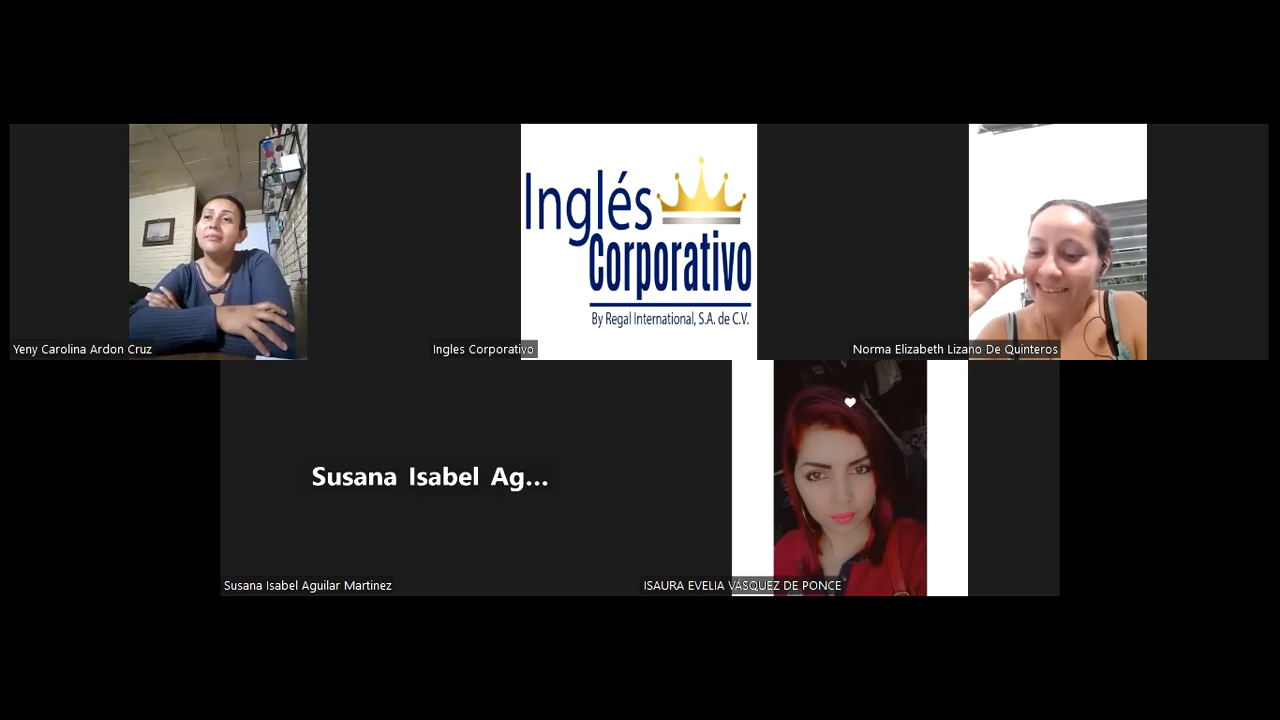 Inglés
Corporativo
By Regal International, S.A. de C.V.
Yeny Carolina Ardon Cruz
Ingles Corporativo
Norma Elizabeth Lizano De Quinteros
Susana Isabel Ag...
Susana Isabel Aguilar Martinez
ISAURA EVELIA VÁSQUEZ DE PONCE